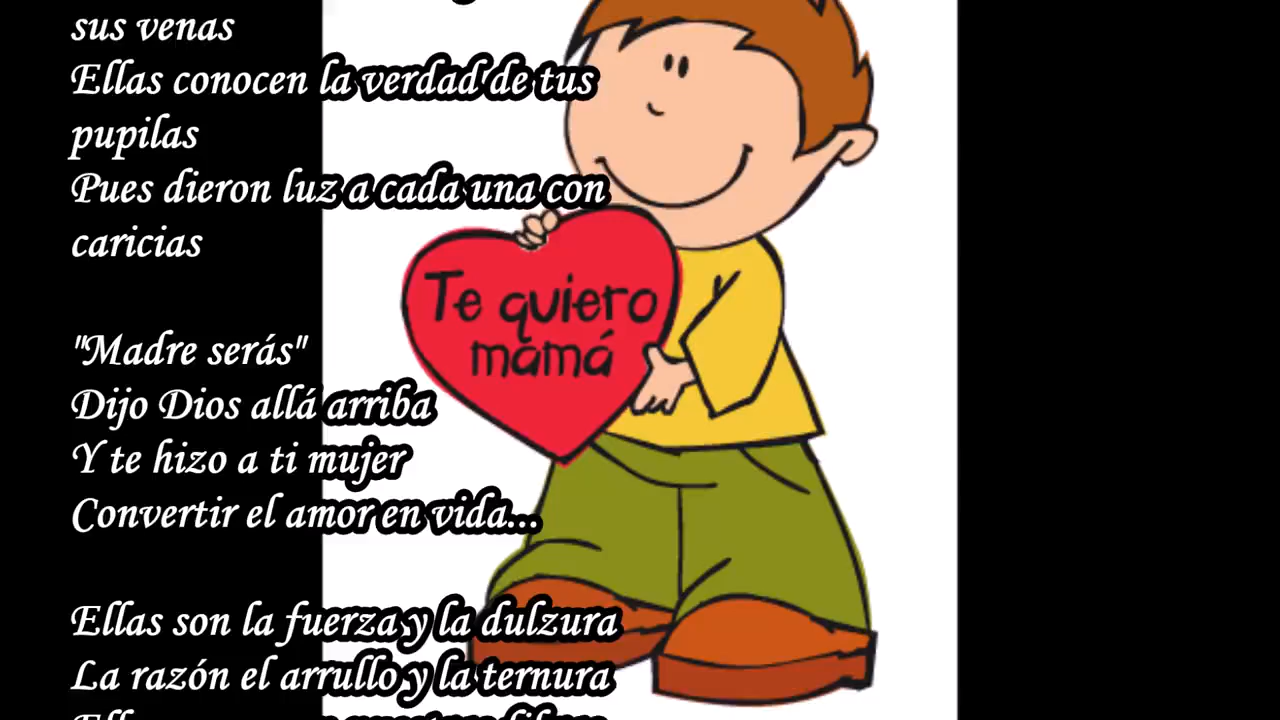 sus venas
Ellas conocen la verdad de tus
pupilas
Pues dieron luz a cada una con
caricias
"Madre serás"
Dijo Dios allá arriba
Y te hizo a ti mujer
Convertir el amor en vida...
Ellas son la fuerza y la dulzura
La razón el arrullo y la ternura
Te quiero
mamá